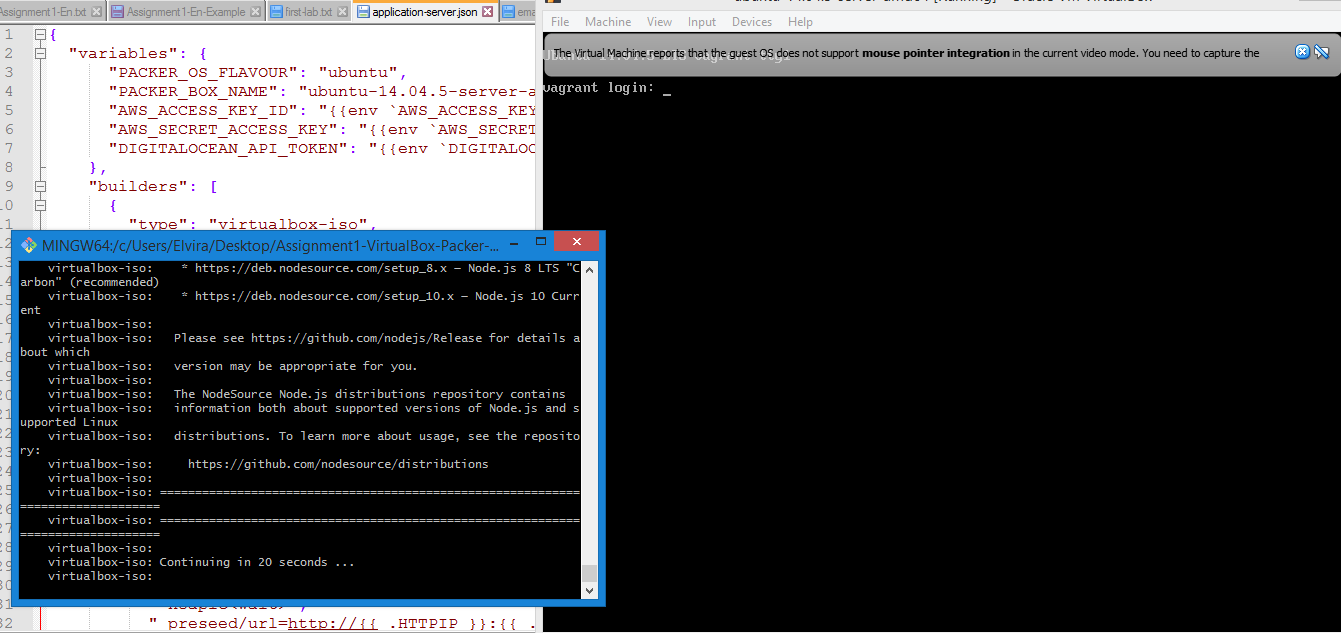 Assignment1-En.txt Assignment1-En-Example first-lab.txt application-server.json
1 {
2 "variables": {
3 "PACKER_OS_FLAVOUR": "ubuntu",
4 "PACKER_BOX_NAME": "ubuntu-14.04.5-server-a
5 "AWS_ACCESS_KEY_ID": "{{env `AWS_ACCESS_KEY
6 "AWS_SECRET_ACCESS_KEY": "{{env `AWS_SECRET
7 "DIGITALOCEAN_API_TOKEN": "{{env `DIGITALOC
8 },
9 "builders": [
10 {
11 "type": "virtualbox-iso",
MINGW64:/c/Users/Elvira/Desktop/Assignment1-VirtualBox-Packer-...
virtualbox-iso: * https://deb.nodesource.com/setup_8.x — Node.js 8 LTS "C
arbon" (recommended)
virtualbox-iso: * https://deb.nodesource.com/setup_10.x — Node.js 10 Curr
ent
virtualbox-iso:
virtualbox-iso: Please see https://github.com/nodejs/Release for details a
bout which
virtualbox-iso: version may be appropriate for you.
virtualbox-iso:
virtualbox-iso: The NodeSource Node.js distributions repository contains
virtualbox-iso: information both about supported versions of Node.js and s
upported Linux
virtualbox-iso: distributions. To learn more about usage, see the reposito
ry:
virtualbox-iso: https://github.com/nodesource/distributions
virtualbox-iso:
virtualbox-iso: ============================================================
====================
virtualbox-iso: ============================================================
====================
virtualbox-iso:
virtualbox-iso: Continuing in 20 seconds ...
virtualbox-iso:
32 " preseed/url=http://{{ .HTTPIP }}:{{ .
File Machine View Input Devices Help
The Virtual Machine reports that the guest OS does not support mouse pointer integration in the current video mode. You need to capture the
vagrant login: _